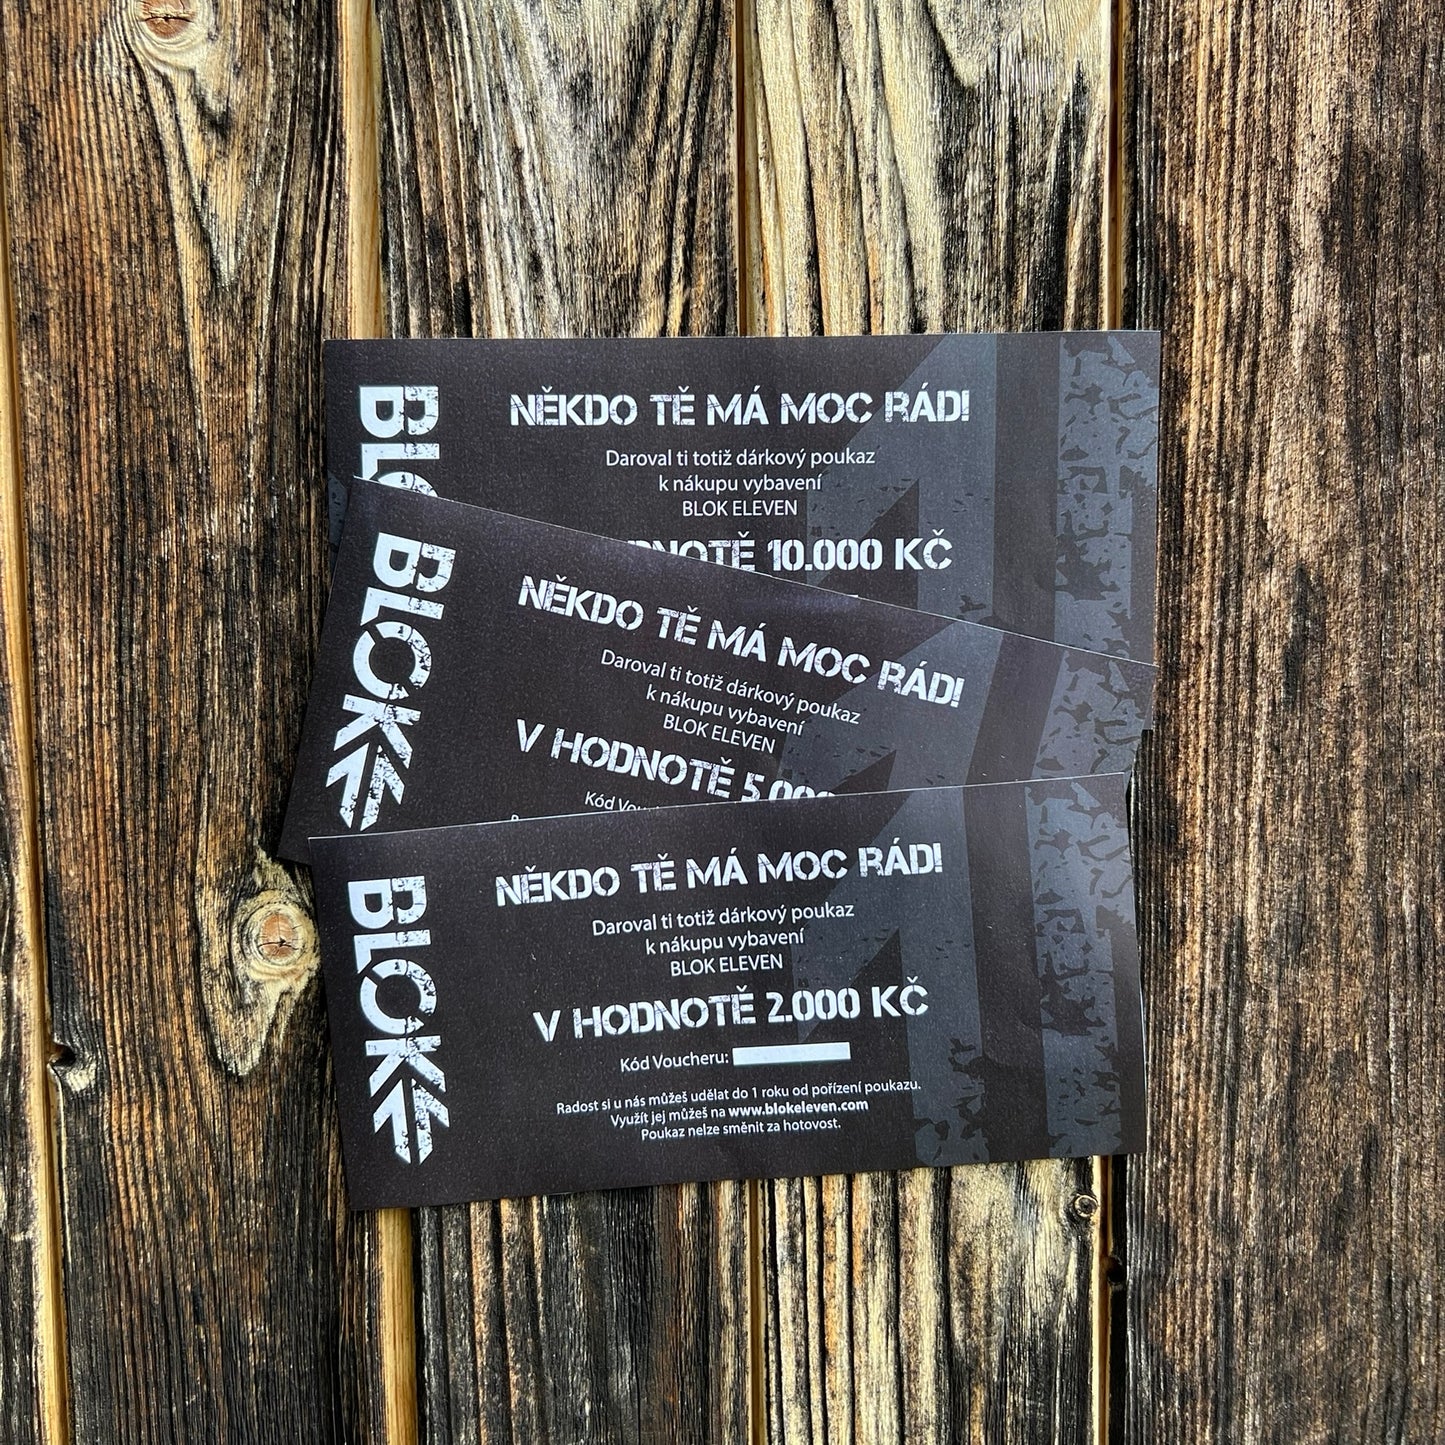 BLOK
NĚKDO TĚ MÁ MOC RÁD!
Daroval ti totiž dárkový poukaz
k nákupu vybavení
BLOK ELEVEN
10.000 KČ
BLOK
NĚKDO TĚ MÁ MOC RÁD!
Daroval ti totiž dárkový poukaz
k nákupu vybavení
BLOK ELEVEN
V HODNOTĚ 5.000
Kód
BLOK
NĚKDO TĚ MÁ MOC RÁD!
Daroval ti totiž dárkový poukaz
k nákupu vybavení
BLOK ELEVEN
V HODNOTĚ 2.000 KČ
Kód Voucheru:
Radost si u nás můžeš udělat do 1 roku od pořízení poukazu.
Využít jej můžeš na www.blokeleven.com
Poukaz nelze směnit za hotovost.